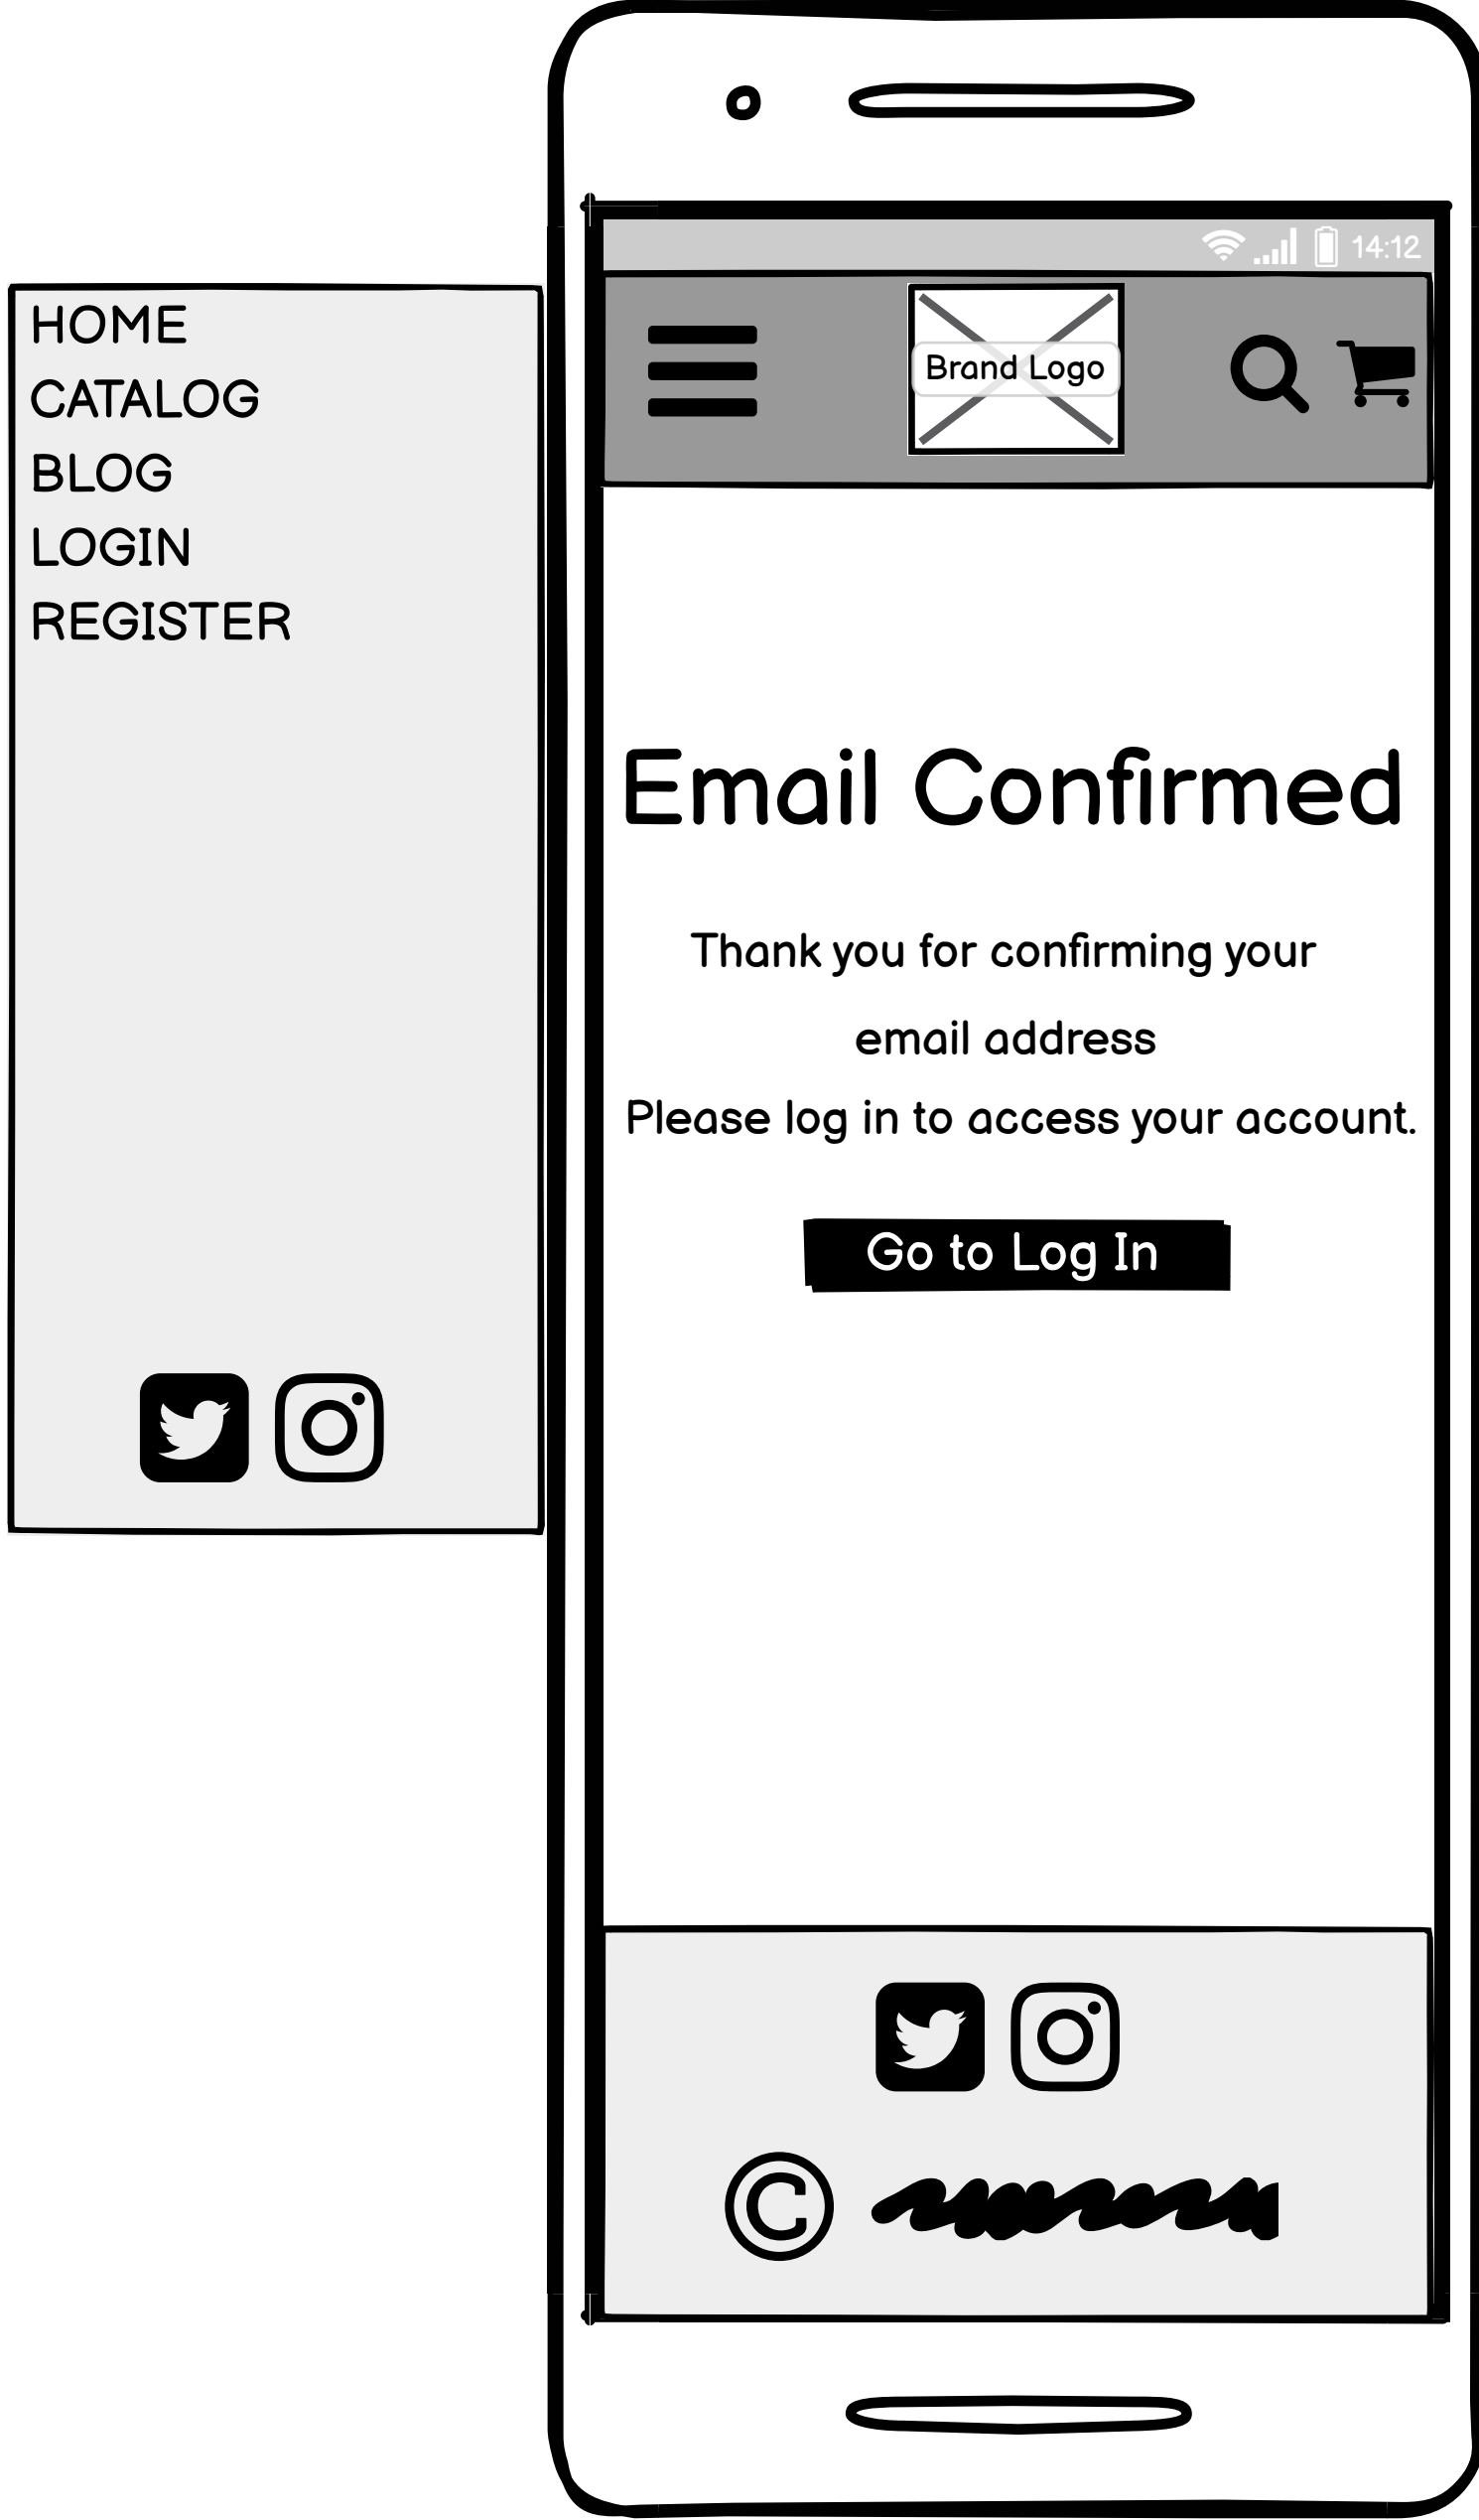 HOME
CATALOG
BLOG
LOGIN
REGISTER
14:12
Brand Logo
Email Confirmed
Thank you for confirming your
email address
Please log in to access your account.
Go to Log In
©